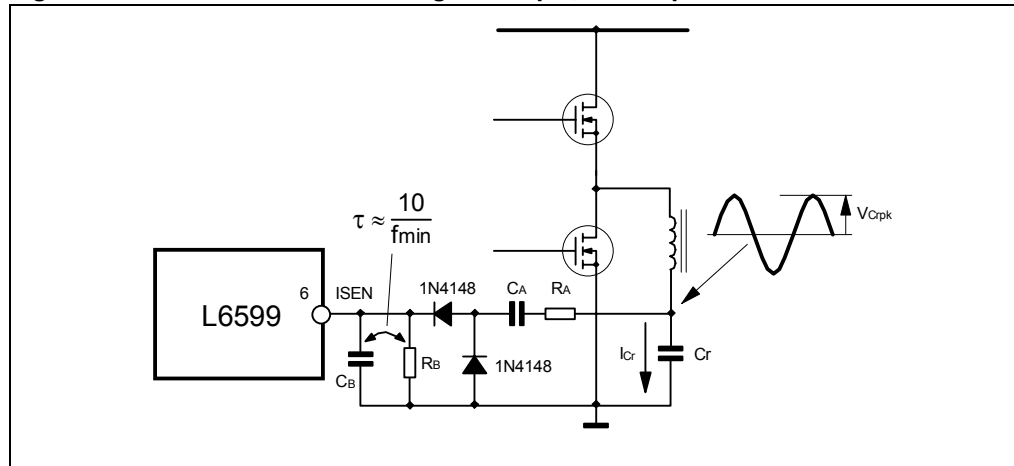 τ ≈ 10
fmin
VCrpk
6 ISEN
L6599
1N4148
CA
RA
CB
RB
1N4148
ICr
Cr